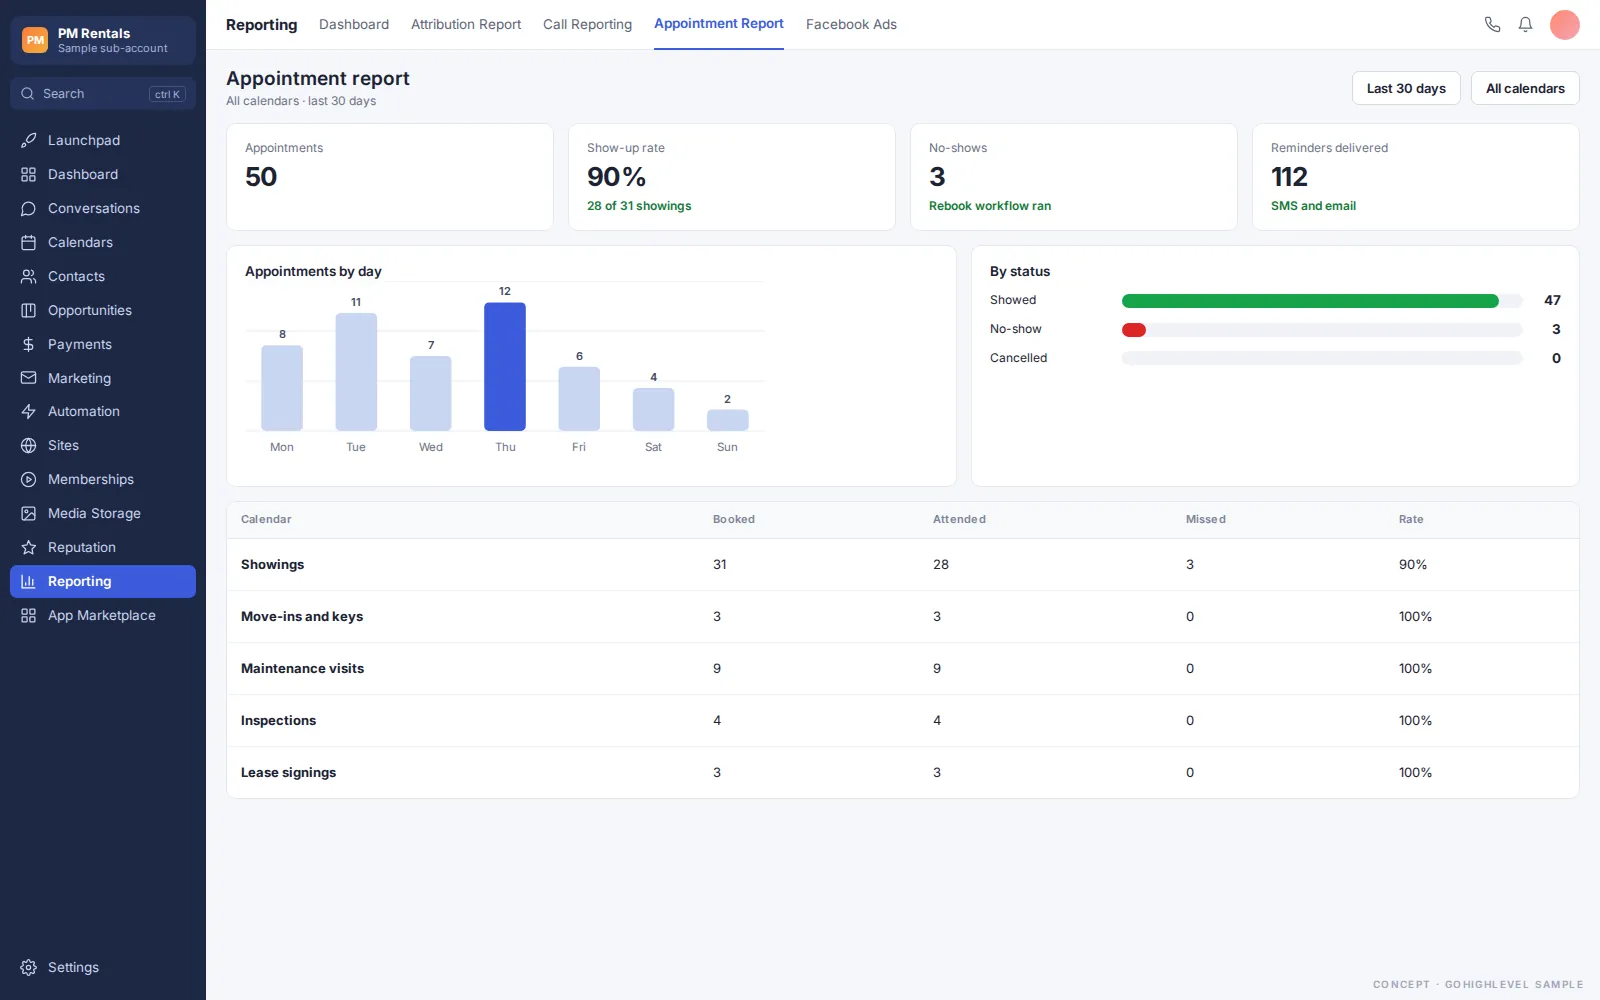 PM
PM Rentals
Sample sub-account
Search
ctrl K
Launchpad
Dashboard
Conversations
Calendars
Contacts
Opportunities
Payments
Marketing
Automation
Sites
Memberships
Media Storage
Reputation
Reporting
App Marketplace
Settings
Reporting Dashboard Attribution Report Call Reporting Appointment Report Facebook Ads
Appointment report
All calendars · last 30 days
Last 30 days All calendars
Appointments
50
Show-up rate
90%
28 of 31 showings
No-shows
3
Rebook workflow ran
Reminders delivered
112
SMS and email
Appointments by day
8 11 7 12 6 4 2
Mon Tue Wed Thu Fri Sat Sun
By status
Showed 47
No-show 3
Cancelled 0
Calendar Booked Attended Missed Rate
Showings 31 28 3 90%
Move-ins and keys 3 3 0 100%
Maintenance visits 9 9 0 100%
Inspections 4 4 0 100%
Lease signings 3 3 0 100%
CONCEPT · GOHIGHLEVEL SAMPLE